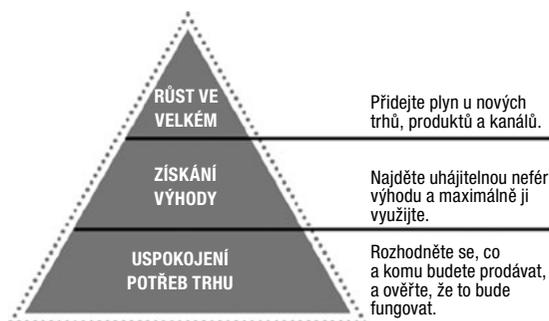 RŮST VE
VELKÉM
Přidejte plyn u nových
trhů, produktů a kanálů.
ZÍSKÁNÍ
VÝHODY
Najděte uhájitelnou nefér
výhodu a maximálně ji
využijte.
USPOKOJENÍ
POTŘEB TRHU
Rozhodněte se, co
a komu budete prodávat,
a ověřte, že to bude
fungovat.